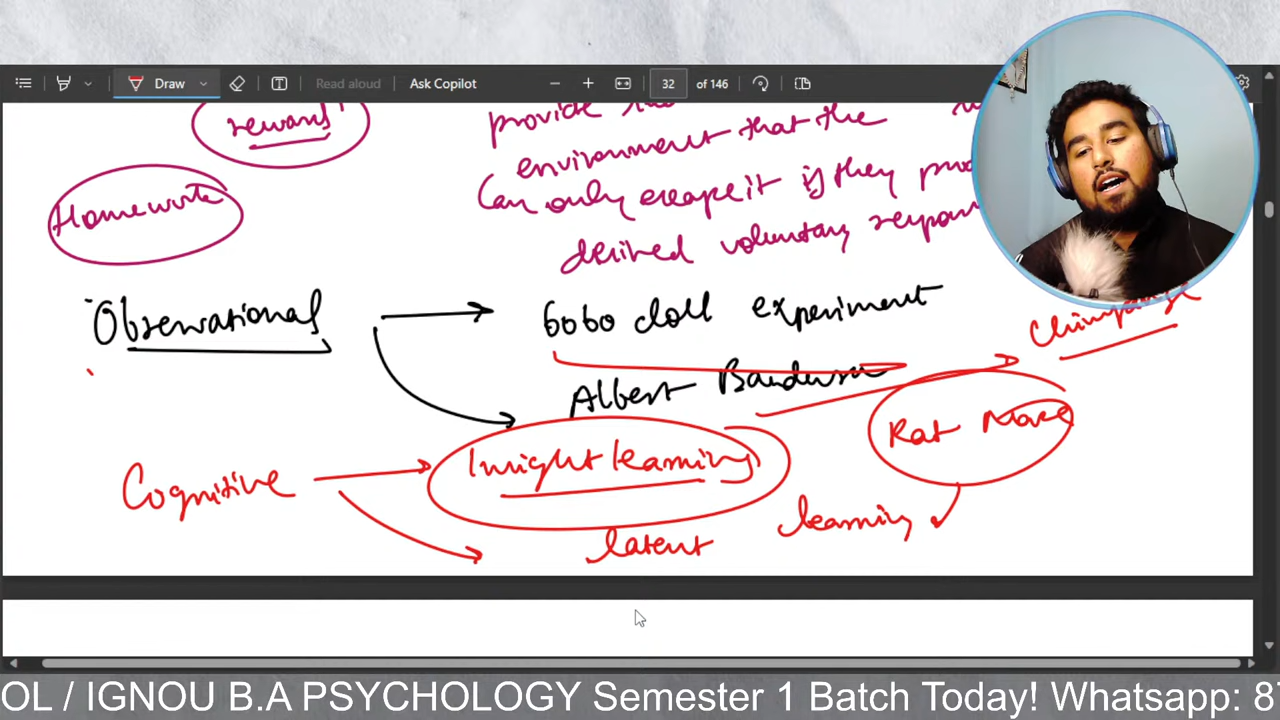 Draw
Read aloud
Ask Copilot
32 of 146
reward
provide
environment that the
Homework
Can only escape it if they
desired voluntary
Observational
bobo doll experiment
Albert Bandura
Rat Maze
Cognitive
Insight learning
learning
latent
OL / IGNOU B.A PSYCHOLOGY Semester 1 Batch Today! Whatsapp: 87